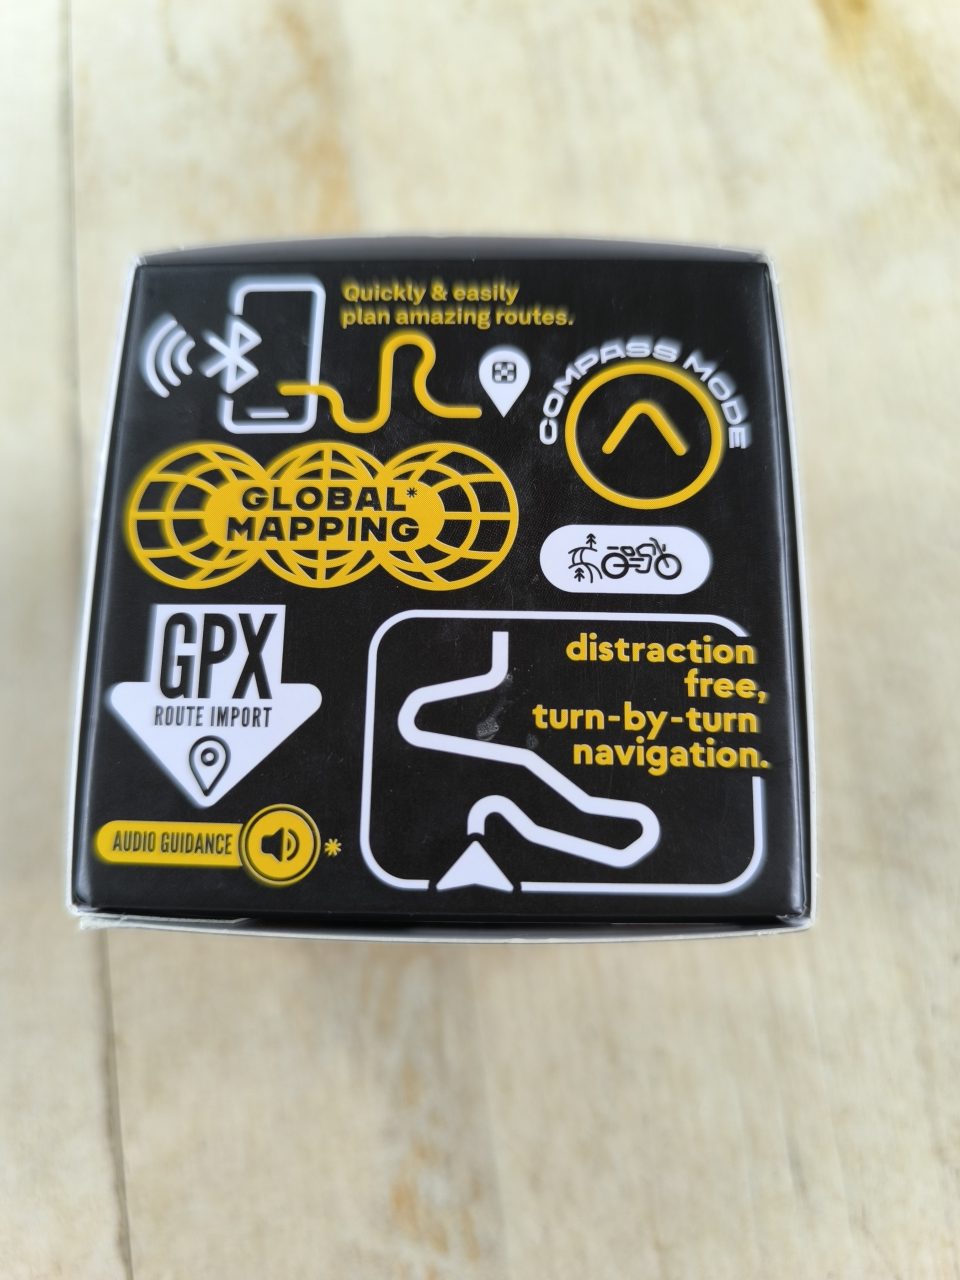 Quickly & easily
plan amazing routes.
COMPASS MODE
GLOBAL*
MAPPING
GPX
ROUTE IMPORT
distraction
free,
turn-by-turn
navigation.
AUDIO GUIDANCE *